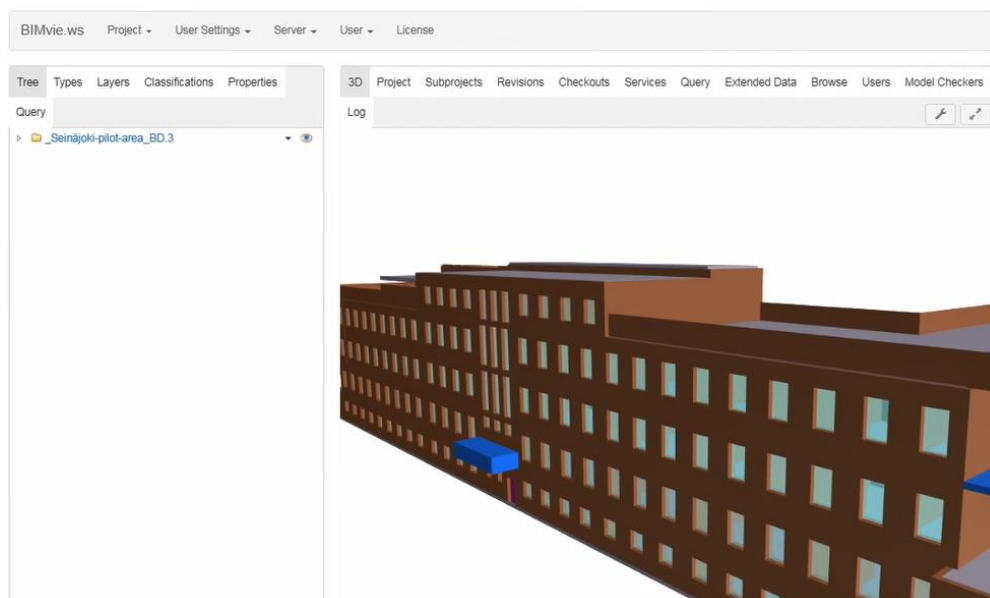 BIMvie.ws Project User Settings Server User License
Tree Types Layers Classifications Properties
Query
_Seinäjoki-pilot-area_BD.3
3D Project Subprojects Revisions Checkouts Services Query Extended Data Browse Users Model Checkers
Log